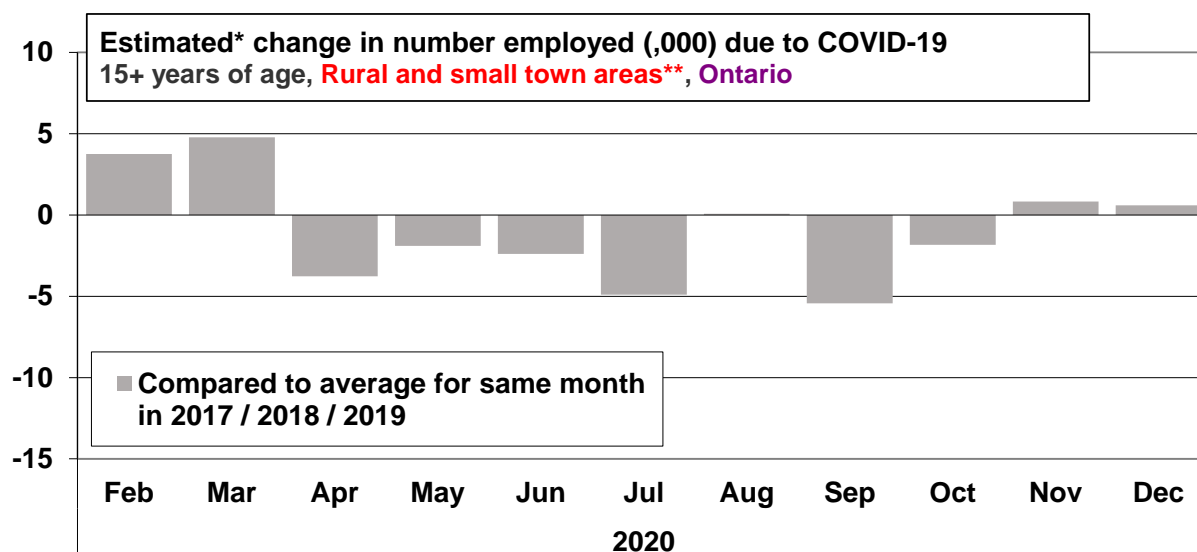 Estimated* change in number employed (,000) due to COVID-19
15+ years of age, Rural and small town areas**, Ontario
10
5
0
-5
-10
-15
Compared to average for same month
in 2017 / 2018 / 2019
Feb Mar Apr May Jun Jul Aug Sep Oct Nov Dec
2020